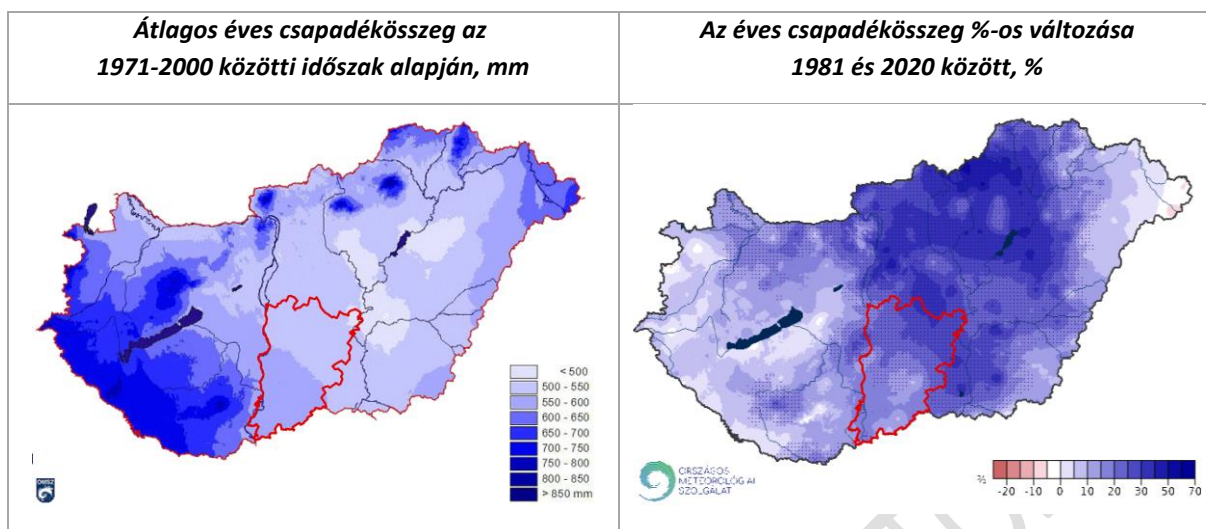 Átlagos éves csapadékösszeg az
1971-2000 közötti időszak alapján, mm
Az éves csapadékösszeg %-os változása
1981 és 2020 között, %
< 500
500 - 550
550 - 600
600 - 650
650 - 700
700 - 750
750 - 800
800 - 850
> 850 mm
OMSZ
ORSZÁGOS
METEOROLÓGIAI
SZOLGÁLAT
%
-20 -10 0 10 20 30 50 70